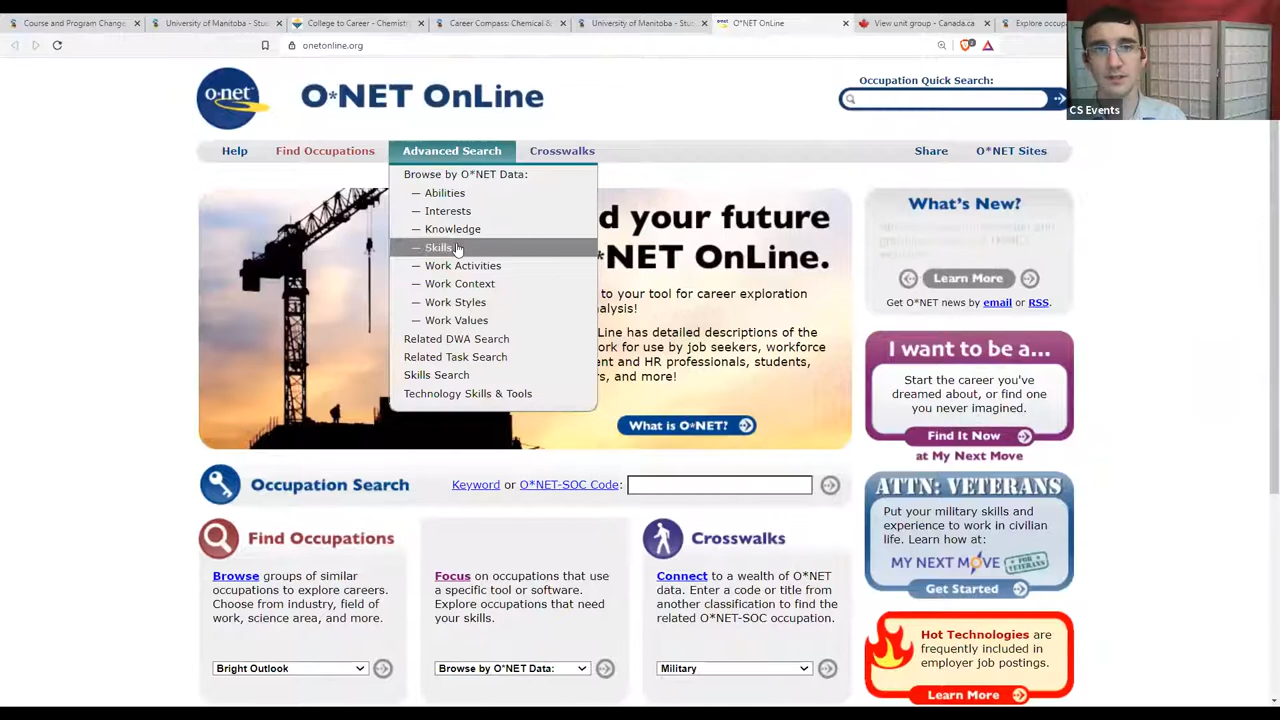 Course and Program Change
University of Manitoba - Stud
College to Career - Chemistr
Career Compass: Chemical &
University of Manitoba - Stu
O*NET OnLine
View unit group - Canada.ca
Explore occup
onetonline.org
CS Events
o·net
O*NET OnLine
Occupation Quick Search:
Help
Find Occupations
Advanced Search
Crosswalks
Share
O*NET Sites
Browse by O*NET Data:
— Abilities
— Interests
— Knowledge
— Skills
— Work Activities
— Work Context
— Work Styles
— Work Values
Related DWA Search
Related Task Search
Skills Search
Technology Skills & Tools
d your future
*NET OnLine.
to your tool for career exploration
alysis!
Line has detailed descriptions of the
ork for use by job seekers, workforce
ent and HR professionals, students,
s, and more!
What is O*NET?
What's New?
Learn More
Get O*NET news by email or RSS.
I want to be a...
Start the career you've
dreamed about, or find one
you never imagined.
Find It Now
at My Next Move
ATTN: VETERANS
Put your military skills and
experience to work in civilian
life. Learn how at:
MY NEXT MOVE FOR VETERANS
Get Started
Hot Technologies are
frequently included in
employer job postings.
Learn More
Occupation Search
Keyword or O*NET-SOC Code:
Find Occupations
Browse groups of similar
occupations
careers.
Choose from industry, field of
work, science area, and more.
Bright Outlook
Focus on occupations that use
a specific tool or software.
Explore occupations that need
your skills.
Browse by O*NET Data:
Crosswalks
Connect to a wealth of O*NET
data. Enter a code or title from
another classification to find the
related O*NET-SOC occupation.
Military